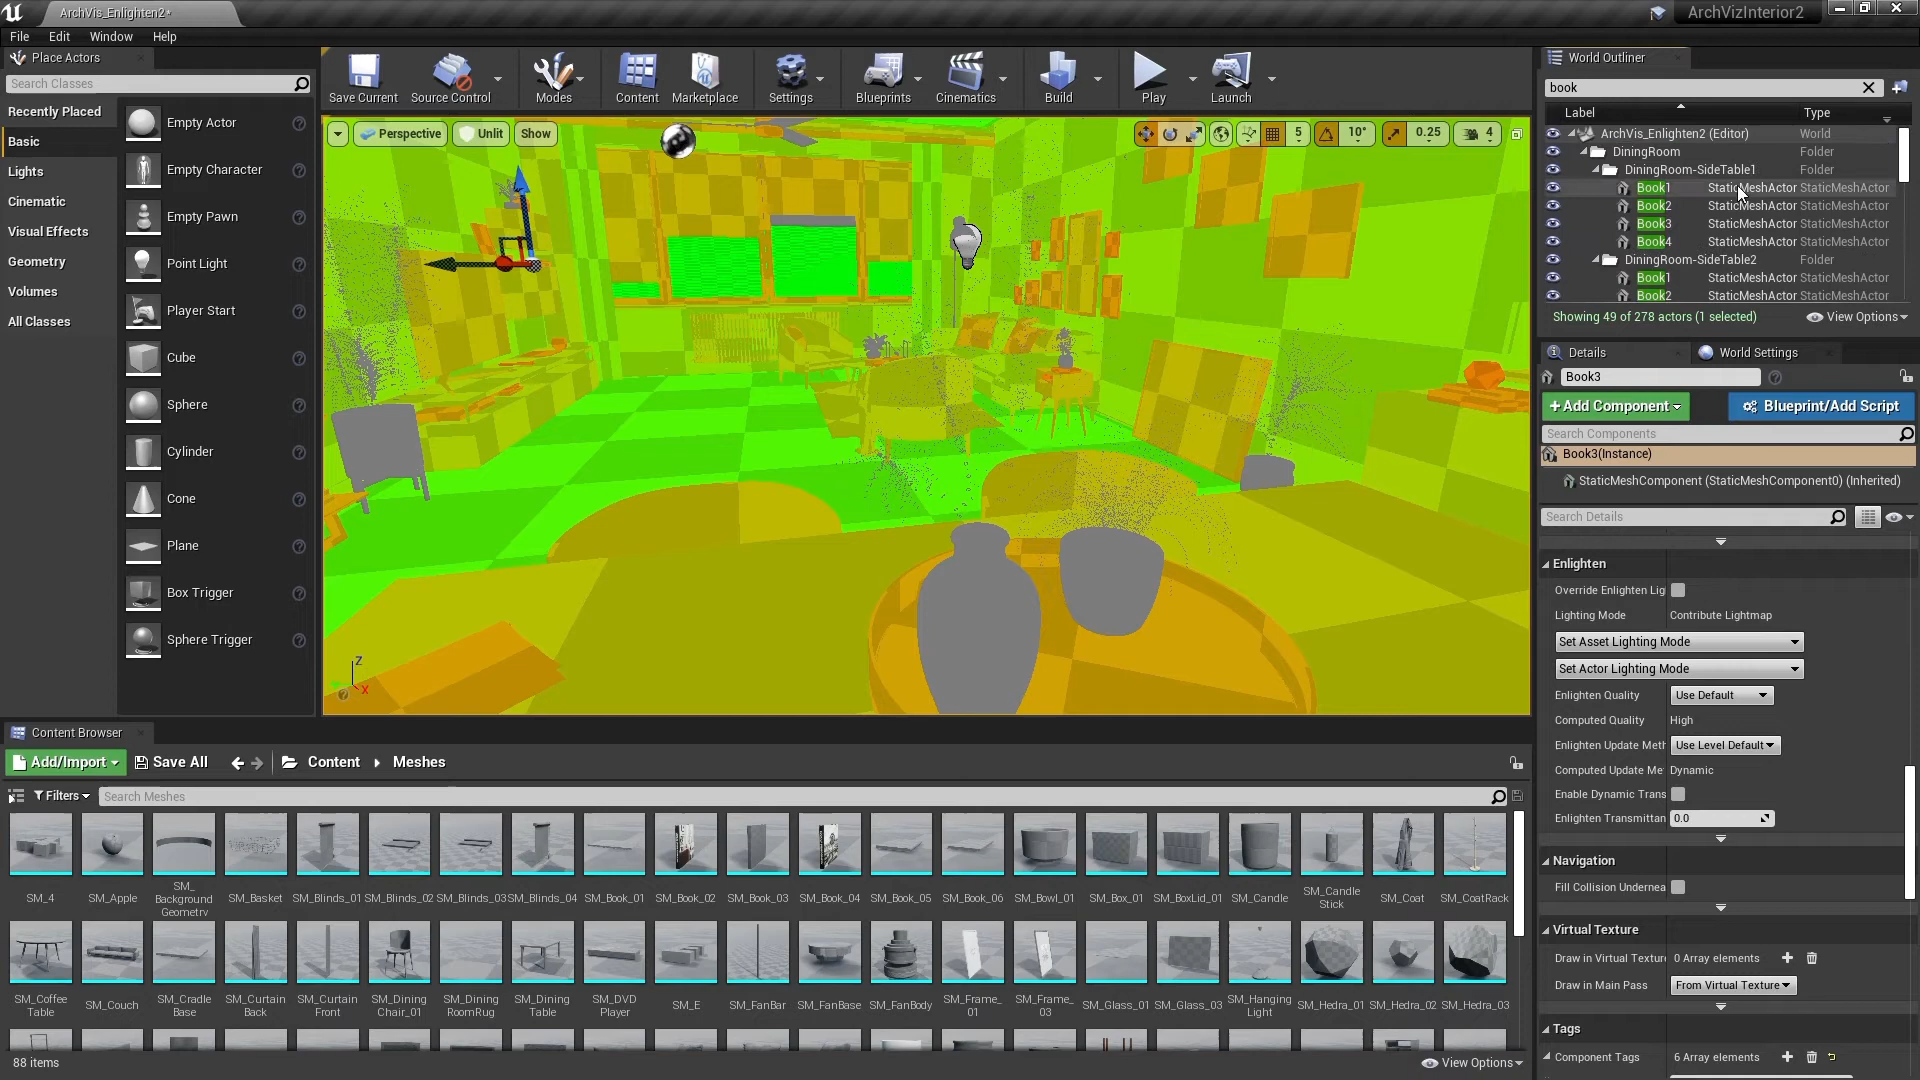 ArchVis_Enlighten2*
ArchVizInterior2
File Edit Window Help
Place Actors
Search Classes
Recently Placed
Basic
Lights
Cinematic
Visual Effects
Geometry
Volumes
All Classes
Empty Actor
Empty Character
Empty Pawn
Point Light
Player Start
Cube
Sphere
Cylinder
Cone
Plane
Box Trigger
Sphere Trigger
Save Current Source Control Modes Content Marketplace Settings Blueprints Cinematics Build Play Launch
Perspective Unlit Show 5 10° 0.25 4
Z
X
World Outliner
book
Label Type
ArchVis_Enlighten2 (Editor) World
DiningRoom Folder
DiningRoom-SideTable1 Folder
Book1 StaticMeshActor StaticMeshActor
Book2 StaticMeshActor StaticMeshActor
Book3 StaticMeshActor StaticMeshActor
Book4 StaticMeshActor StaticMeshActor
DiningRoom-SideTable2 Folder
Book1 StaticMeshActor StaticMeshActor
Book2 StaticMeshActor StaticMeshActor
Showing 49 of 278 actors (1 selected) View Options
Details World Settings
Book3
+Add Component Blueprint/Add Script
Search Components
Book3(Instance)
StaticMeshComponent (StaticMeshComponent0) (Inherited)
Search Details
Enlighten
Override Enlighten Lig
Lighting Mode Contribute Lightmap
Set Asset Lighting Mode
Set Actor Lighting Mode
Enlighten Quality Use Default
Computed Quality High
Enlighten Update Meth Use Level Default
Computed Update Me Dynamic
Enable Dynamic Trans
Enlighten Transmittan 0.0
Navigation
Fill Collision Undernea
Virtual Texture
Draw in Virtual Texture 0 Array elements
Draw in Main Pass From Virtual Texture
Tags
Component Tags 6 Array elements
Content Browser
Add/Import Save All Content Meshes
Filters Search Meshes
SM_4 SM_Apple SM_Background Geometry SM_Basket SM_Blinds_01 SM_Blinds_02 SM_Blinds_03 SM_Blinds_04 SM_Book_01 SM_Book_02 SM_Book_03 SM_Book_04 SM_Book_05 SM_Book_06 SM_Bowl_01 SM_Box_01 SM_BoxLid_01 SM_Candle SM_Candle Stick SM_Coat SM_CoatRack
SM_Coffee Table SM_Couch SM_Cradle Base SM_Curtain Back SM_Curtain Front SM_Dining Chair_01 SM_Dining RoomRug SM_Dining Table SM_DVD Player SM_E SM_FanBar SM_FanBase SM_FanBody SM_Frame_01 SM_Frame_03 SM_Glass_01 SM_Glass_03 SM_Hanging Light SM_Hedra_01 SM_Hedra_02 SM_Hedra_03
88 items View Options